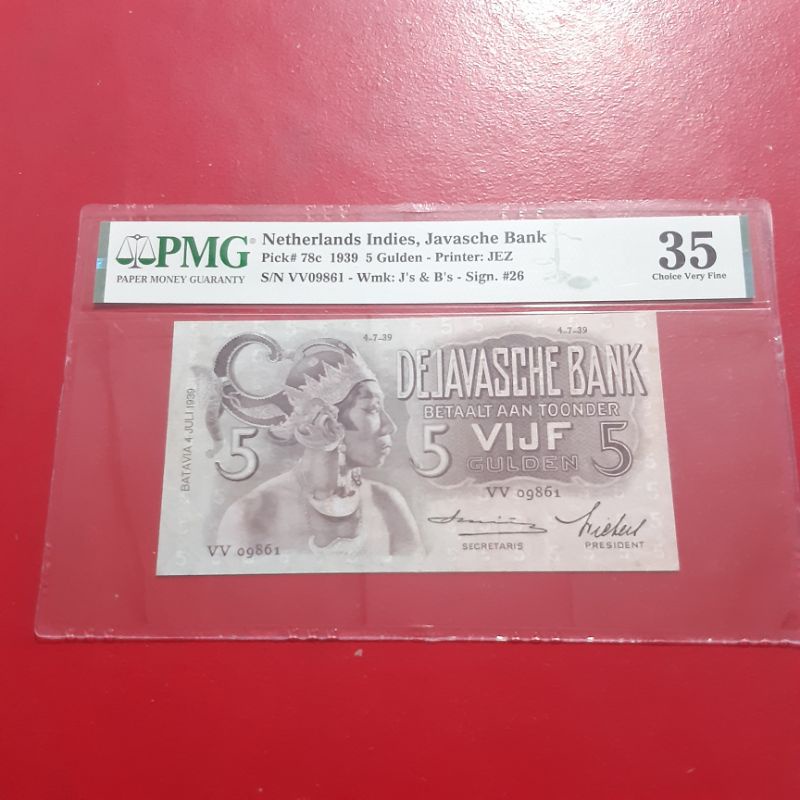 PMG
PAPER MONEY GUARANTY
Netherlands Indies, Javasche Bank
Pick# 78c 1939 5 Gulden - Printer: JEZ
S/N VV09861 - Wmk: J's & B's - Sign. #26
35
Choice Very Fine
4-7-39
4-7-39
BATAVIA 4 JULI 1939
DE JAVASCHE BANK
BETAALT AAN TOONDER
5
5
VIJF
5
GULDEN
VV 09861
VV 09861
SECRETARIS
PRESIDENT